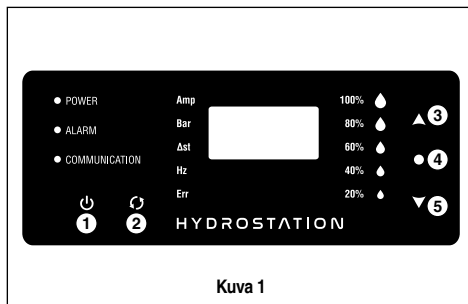 POWER
ALARM
COMMUNICATION
1 2
Amp
Bar
Δst
Hz
Err
100%
80%
60%
40%
20%
3
4
5
HYDROSTATION
Kuva 1